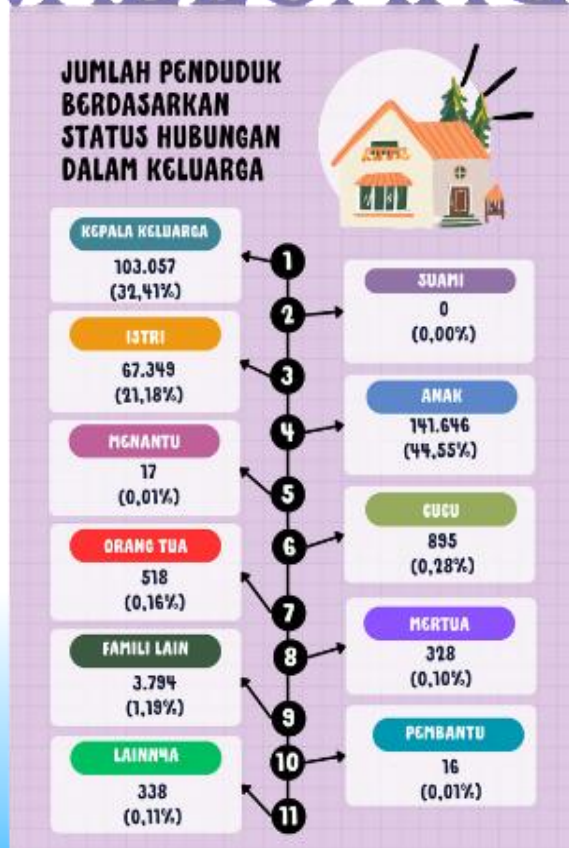 JUMLAH PENDUDUK
BERDASARKAN
STATUS HUBUNGAN
DALAM KELUARGA
KEPALA KELUARGA
103.057
(32,41%)
1
SUAMI
0
(0,00%)
2
ISTRI
67.349
(21,18%)
3
ANAK
141.646
(44,55%)
4
MENANTU
17
(0,01%)
5
CUCU
895
(0,28%)
6
ORANG TUA
518
(0,16%)
7
MERTUA
328
(0,10%)
8
FAMILI LAIN
3.794
(1,19%)
9
PEMBANTU
16
(0,01%)
10
LAINNYA
338
(0,11%)
11